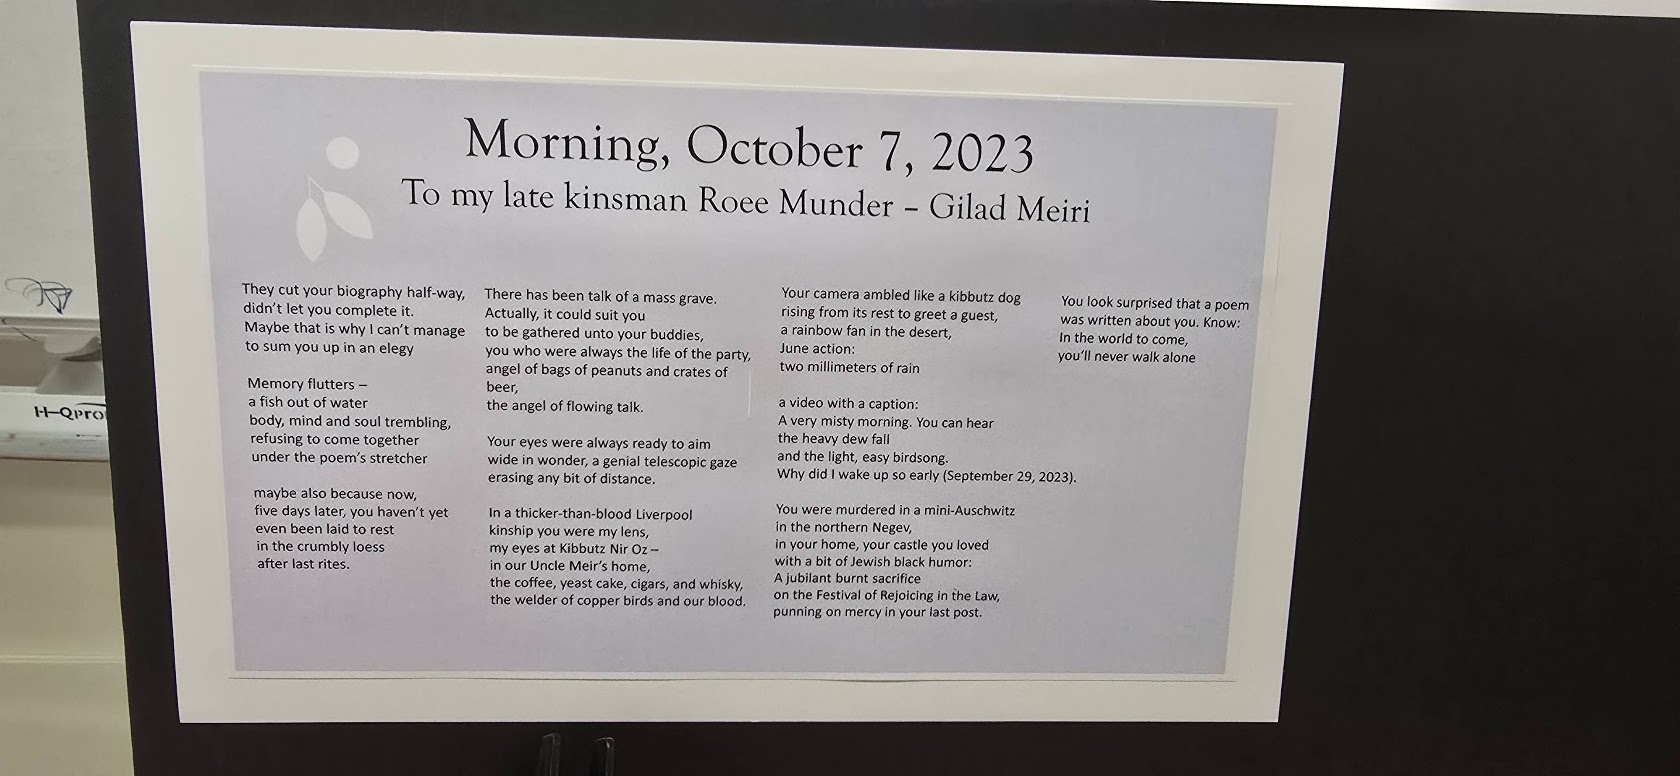 Morning, October 7, 2023
To my late kinsman Roee Munder – Gilad Meiri
They cut your biography half-way,
didn't let you complete it.
Maybe that is why I can't manage
to sum you up in an elegy
Memory flutters –
a fish out of water
body, mind and soul trembling,
refusing to come together
under the poem's stretcher
maybe also because now,
five days later, you haven't yet
even been laid to rest
in the crumbly loess
after last rites.
There has been talk of a mass grave.
Actually, it could suit you
to be gathered unto your buddies,
you who were always the life of the party,
angel of bags of peanuts and crates of
beer,
the angel of flowing talk.
Your eyes were always ready to aim
wide in wonder, a genial telescopic gaze
erasing any bit of distance.
In a thicker-than-blood Liverpool
kinship you were my lens,
my eyes at Kibbutz Nir Oz –
in our Uncle Meir's home,
the coffee, yeast cake, cigars, and whisky,
the welder of copper birds and our blood.
Your camera ambled like a kibbutz dog
rising from its rest to greet a guest,
a rainbow fan in the desert,
June action:
two millimeters of rain
a video with a caption:
A very misty morning. You can hear
the heavy dew fall
and the light, easy birdsong.
Why did I wake up so early (September 29, 2023).
You were murdered in a mini-Auschwitz
in the northern Negev,
in your home, your castle you loved
with a bit of Jewish black humor:
A jubilant burnt sacrifice
on the Festival of Rejoicing in the Law,
punning on mercy in your last post.
You look surprised that a poem
was written about you. Know:
In the world to come,
you'll never walk alone